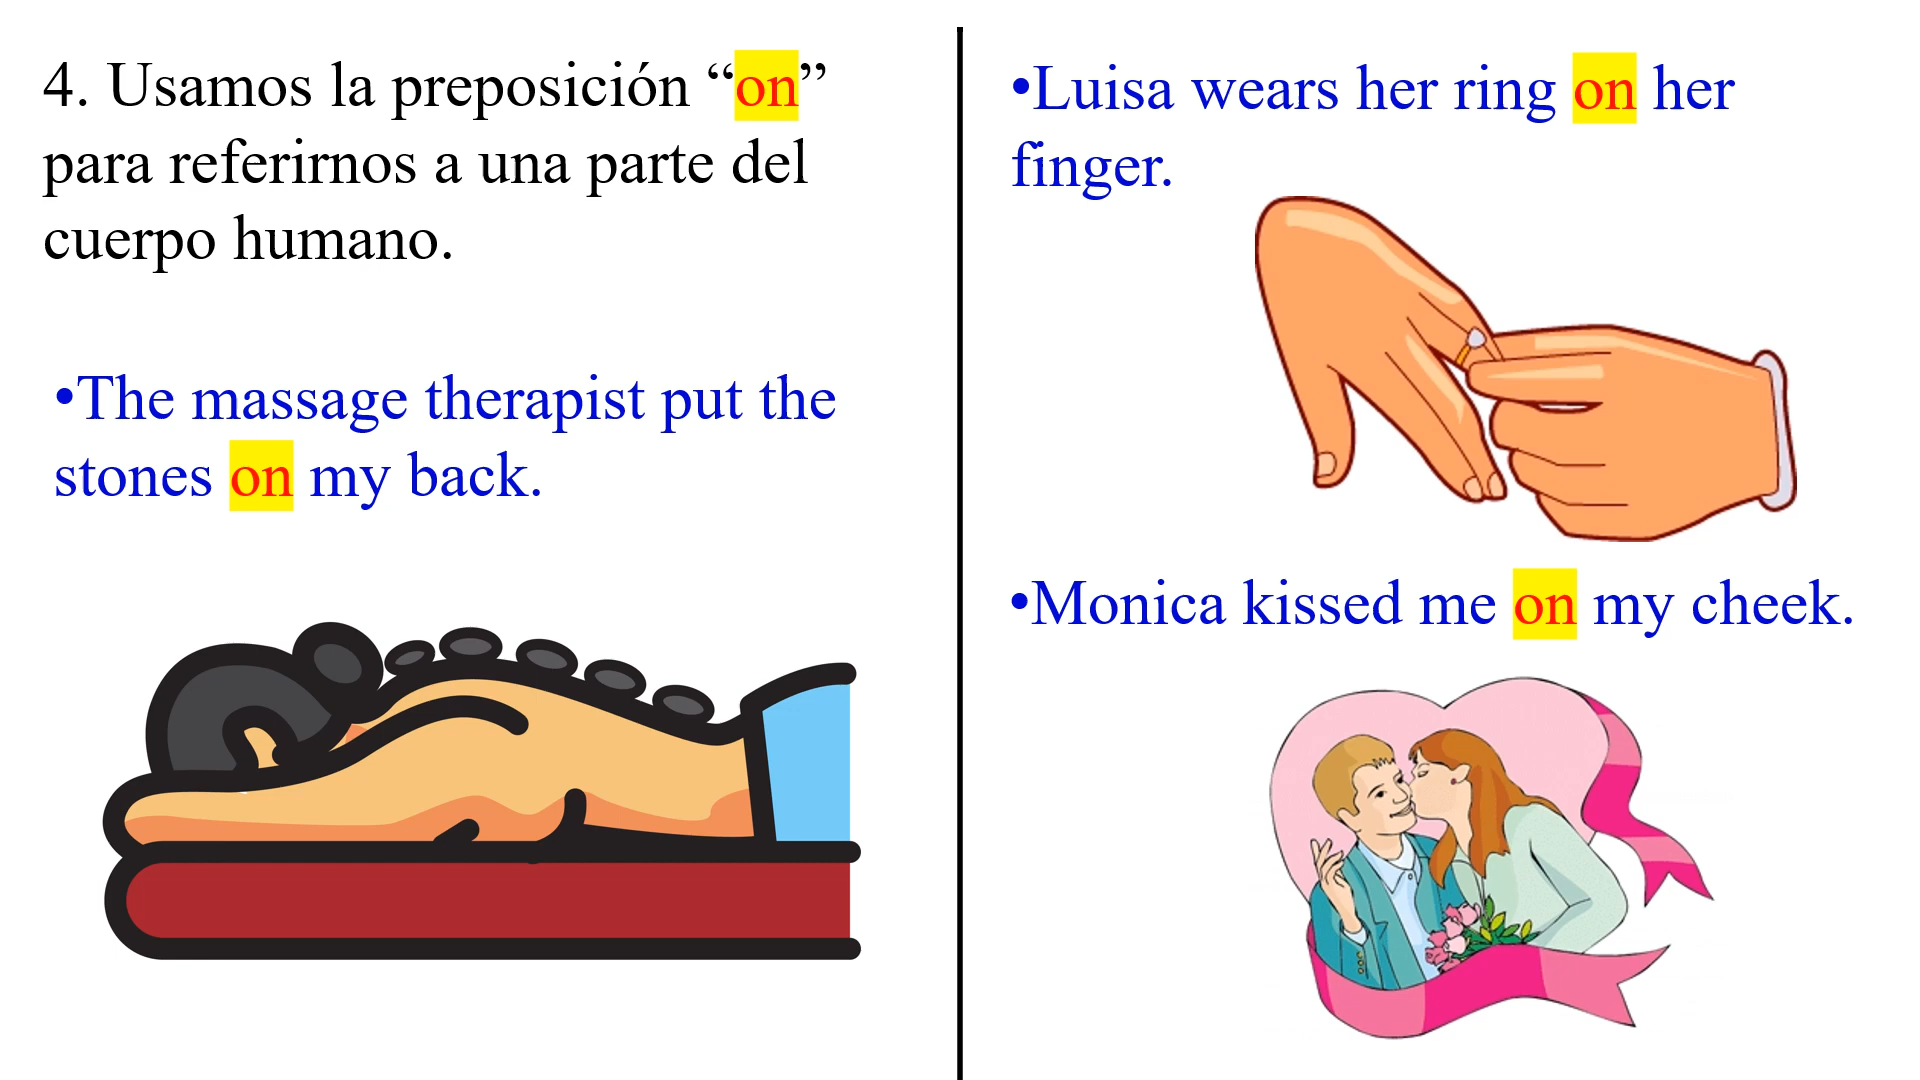 4. Usamos la preposición “on”
para referirnos a una parte del
cuerpo humano.
•The massage therapist put the
stones on my back.
•Luisa wears her ring on her
finger.
•Monica kissed me on my cheek.